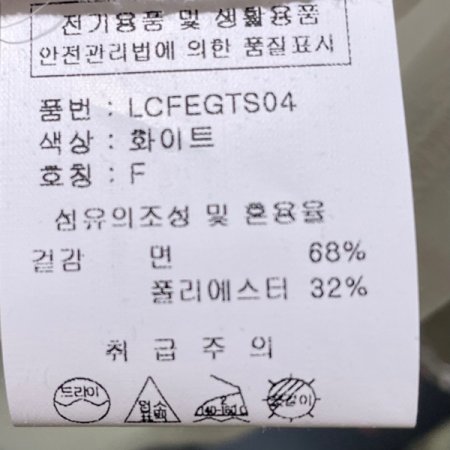 전기용품 및 생활용품
안전관리법에 의한 품질표시
품번 : LCFEGTS04
색상 : 화이트
호칭 : F
섬유의조성 및 혼용율
겉감 면 68%
폴리에스터 32%
취 급 주 의
드라이